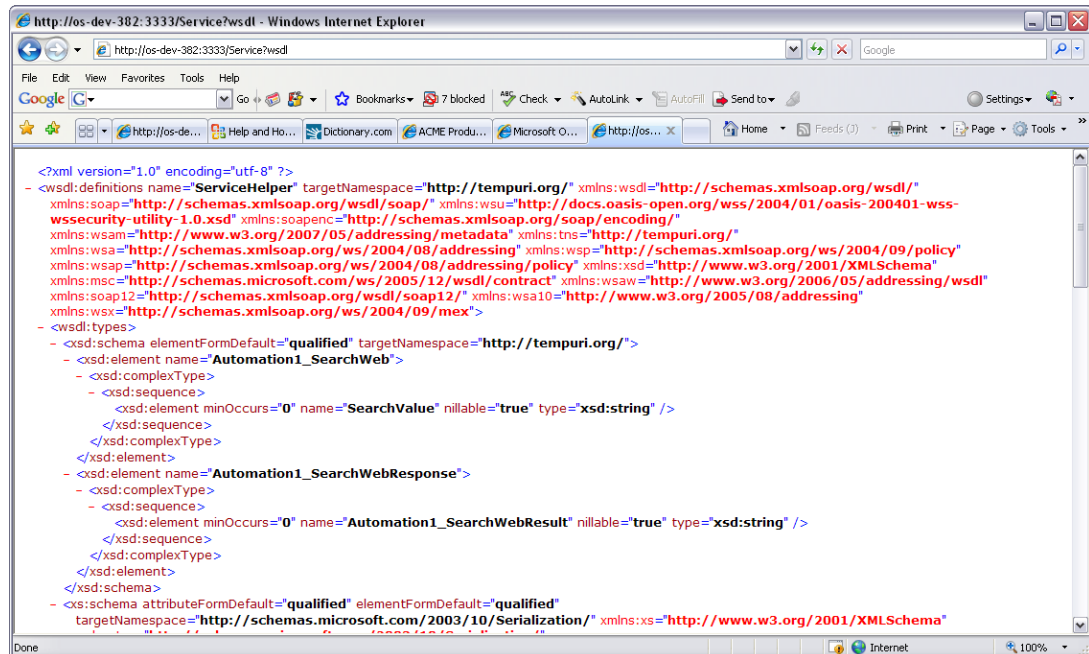 http://os-dev-382:3333/Service?wsdl - Windows Internet Explorer
http://os-dev-382:3333/Service?wsdl
Google
File Edit View Favorites Tools Help
Google G Go Bookmarks 7 blocked ABC Check AutoLink AutoFill Send to Settings
http://os-de... Help and Ho... Dictionary.com ACME Produ... Microsoft O... http://os... X Home Feeds (J) Print Page Tools »
<?xml version="1.0" encoding="utf-8" ?>
- <wsdl:definitions name="ServiceHelper" targetNamespace="http://tempuri.org/" xmlns:wsdl="http://schemas.xmlsoap.org/wsdl/"
xmlns:soap="http://schemas.xmlsoap.org/wsdl/soap/" xmlns:wsu="http://docs.oasis-open.org/wss/2004/01/oasis-200401-wss-
wssecurity-utility-1.0.xsd" xmlns:soapenc="http://schemas.xmlsoap.org/soap/encoding/"
xmlns:wsam="http://www.w3.org/2007/05/addressing/metadata" xmlns:tns="http://tempuri.org/"
xmlns:wsa="http://schemas.xmlsoap.org/ws/2004/08/addressing" xmlns:wsp="http://schemas.xmlsoap.org/ws/2004/09/policy"
xmlns:wsap="http://schemas.xmlsoap.org/ws/2004/08/addressing/policy" xmlns:xsd="http://www.w3.org/2001/XMLSchema"
xmlns:msc="http://schemas.microsoft.com/ws/2005/12/wsdl/contract" xmlns:wsaw="http://www.w3.org/2006/05/addressing/wsdl"
xmlns:soap12="http://schemas.xmlsoap.org/wsdl/soap12/" xmlns:wsa10="http://www.w3.org/2005/08/addressing"
xmlns:wsx="http://schemas.xmlsoap.org/ws/2004/09/mex">
- <wsdl:types>
- <xsd:schema elementFormDefault="qualified" targetNamespace="http://tempuri.org/">
- <xsd:element name="Automation1_SearchWeb">
- <xsd:complexType>
- <xsd:sequence>
<xsd:element minOccurs="0" name="SearchValue" nillable="true" type="xsd:string" />
</xsd:sequence>
</xsd:complexType>
</xsd:element>
- <xsd:element name="Automation1_SearchWebResponse">
- <xsd:complexType>
- <xsd:sequence>
<xsd:element minOccurs="0" name="Automation1_SearchWebResult" nillable="true" type="xsd:string" />
</xsd:sequence>
</xsd:complexType>
</xsd:element>
</xsd:schema>
- <xs:schema attributeFormDefault="qualified" elementFormDefault="qualified"
targetNamespace="http://schemas.microsoft.com/2003/10/Serialization/" xmlns:xs="http://www.w3.org/2001/XMLSchema"
Done Internet 100%